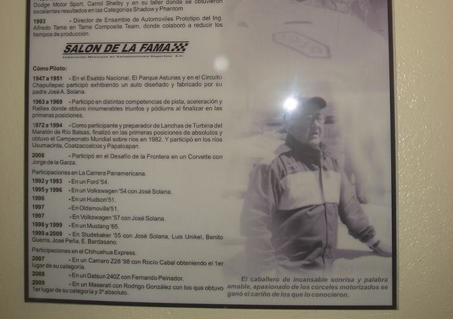 Dodge Motor Sport, Carrol Shelby y en su taller donde se obtuvieron
excelentes resultados en las Categorias Shadow y Phantom
1993 - Director de Ensamble de Automóviles Prototipo del Ing.
Alfredo Tame en Tame Composite Team, donde colaboró a reducir los
tiempos de producción.
SALON DE LA FAMA
Cómo Piloto:
1947 a 1951 - En el Estadio Nacional, El Parque Asturias y en el Circuito
Chapultepec participó exhibiendo un auto diseñado y fabricado por su
padre José A. Solana.
1963 a 1969 - Participó en distintas competencias de pista, aceleración y
Rallies donde obtuvo innumerables triunfos y pódiums al finalizar en las
primeras posiciones.
1972 a 1994 - Como participante y preparador de Lanchas de Turbina del
Maratón de Río Balsas, finalizó en las primeras posiciones de absolutos y
obtuvo el Campeonato Mundial sobre ríos en 1982. Y participó en los ríos
Usumacinta, Coatzacoalcos y Papaloapan.
2006 - Participó en el Desafío de la Frontera en un Corvette con
Jorge de la Garza.
Participaciones en La Carrera Panamericana.
1992 y 1993 - En un Ford '54.
1995 y 1996 - En Volkswagen '54 con José Solana.
1996 - En un Hudson '51.
1997 - En Oldsmoville '51.
1997 - En Volkswagen '57 con José Solana.
1998 y 1999 - En un Mustang '65.
1999 a 2009 - En Studebaker '55 con José Solana, Luis Unikel, Benito
Guerra, José Peña, E. Bardasano.
Participaciones en el Chihuahua Express.
2007 - En un Camaro Z28 '98 con Rocío Cabal obteniendo el 1er
lugar de su categoría.
2008 - En un Datsun 240Z con Fernando Peinador.
2009 - En un Maserati con Rodrigo González con los que obtuvo
1er lugar de su categoría y 3º absoluto.
El caballero de incansable sonrisa y palabra
amable, apasionado de los corceles motorizados se
ganó el cariño de los que lo conocieron.